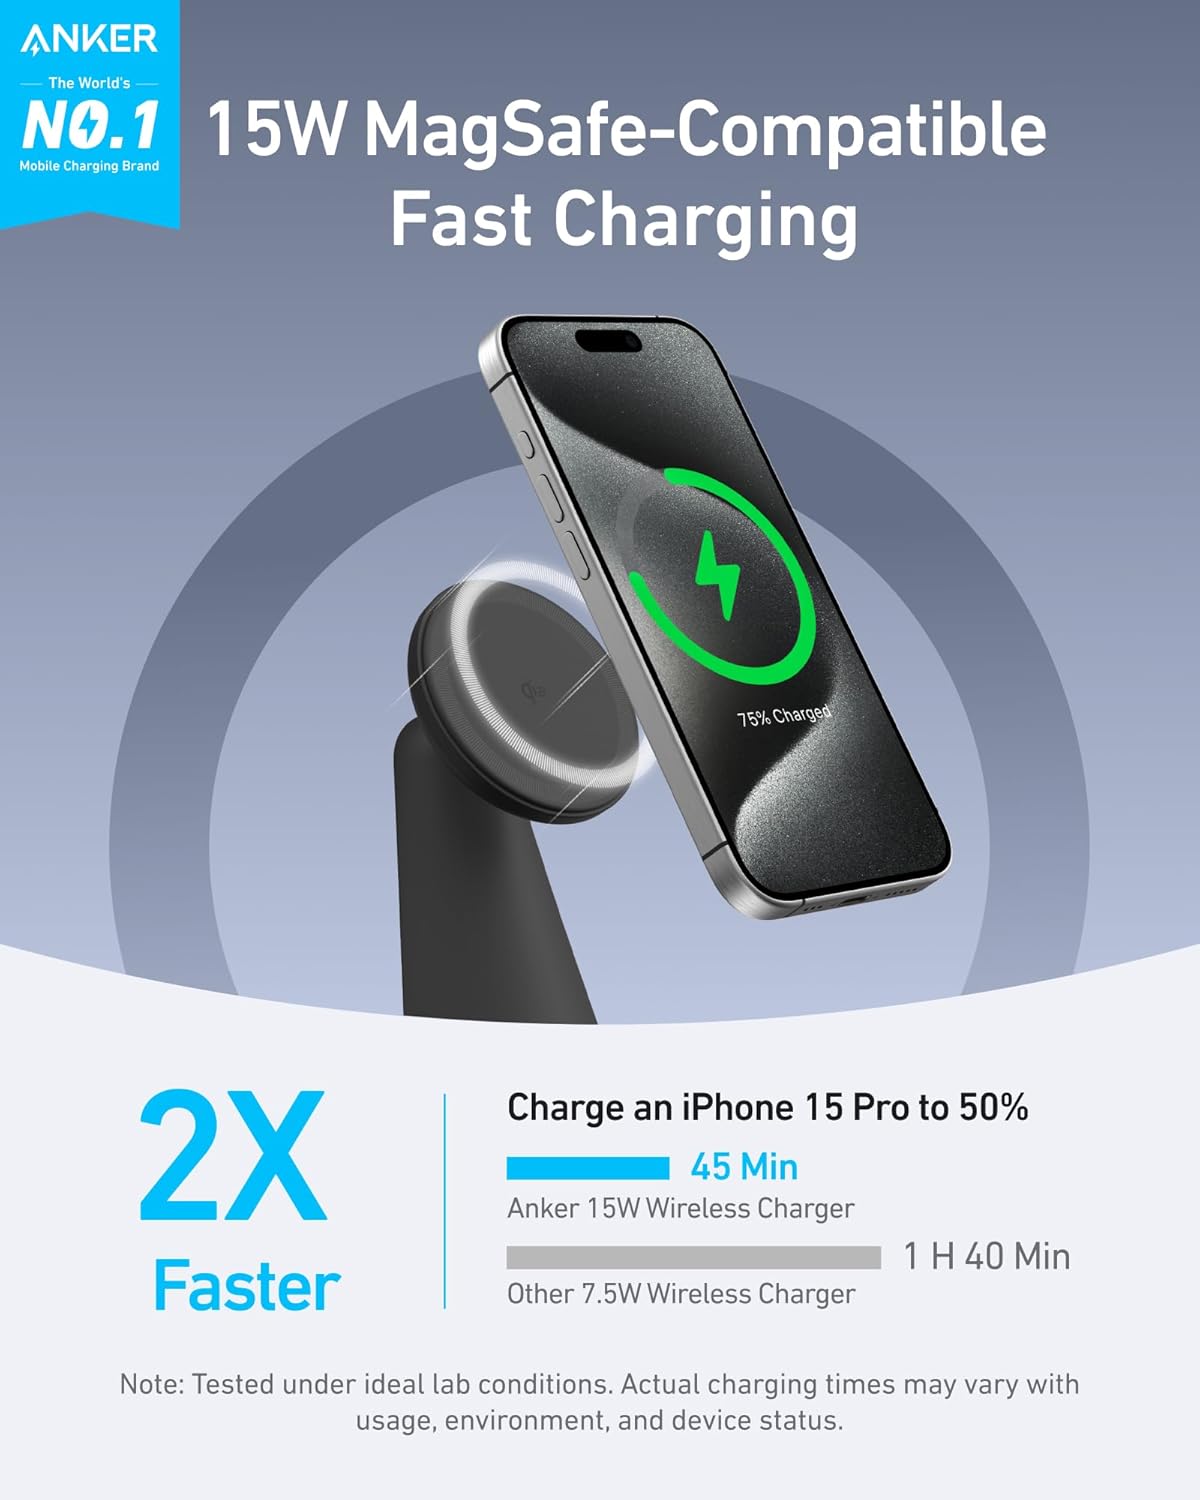 ANKER
The World's
NO.1
Mobile Charging Brand
15W MagSafe-Compatible
Fast Charging
75% Charged
2X
Faster
Charge an iPhone 15 Pro to 50%
45 Min
Anker 15W Wireless Charger
1 H 40 Min
Other 7.5W Wireless Charger
Note: Tested under ideal lab conditions. Actual charging times may vary with
usage, environment, and device status.